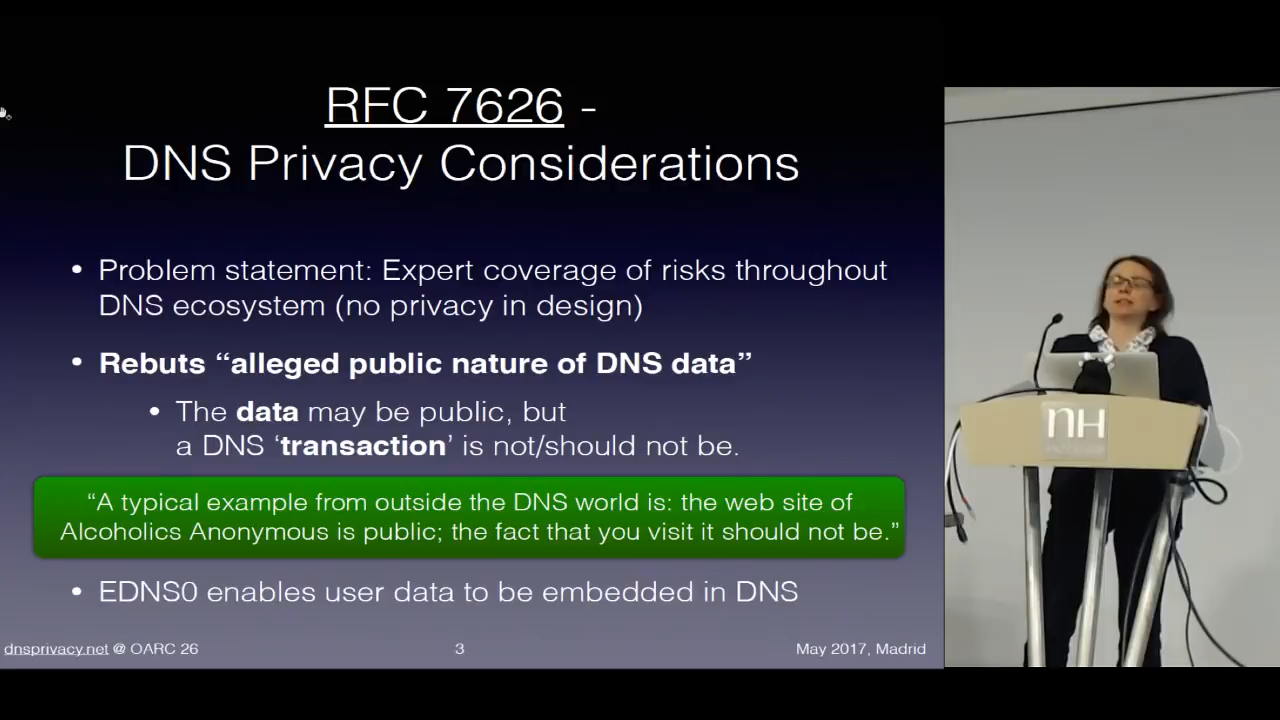 RFC 7626 -
DNS Privacy Considerations
• Problem statement: Expert coverage of risks throughout
DNS ecosystem (no privacy in design)
• Rebuts “alleged public nature of DNS data”
• The data may be public, but
a DNS ‘transaction’ is not/should not be.
“A typical example from outside the DNS world is: the web site of
Alcoholics Anonymous is public; the fact that you visit it should not be.”
• EDNS0 enables user data to be embedded in DNS
dnsprivacy.net @ OARC 26
3
May 2017, Madrid
nH